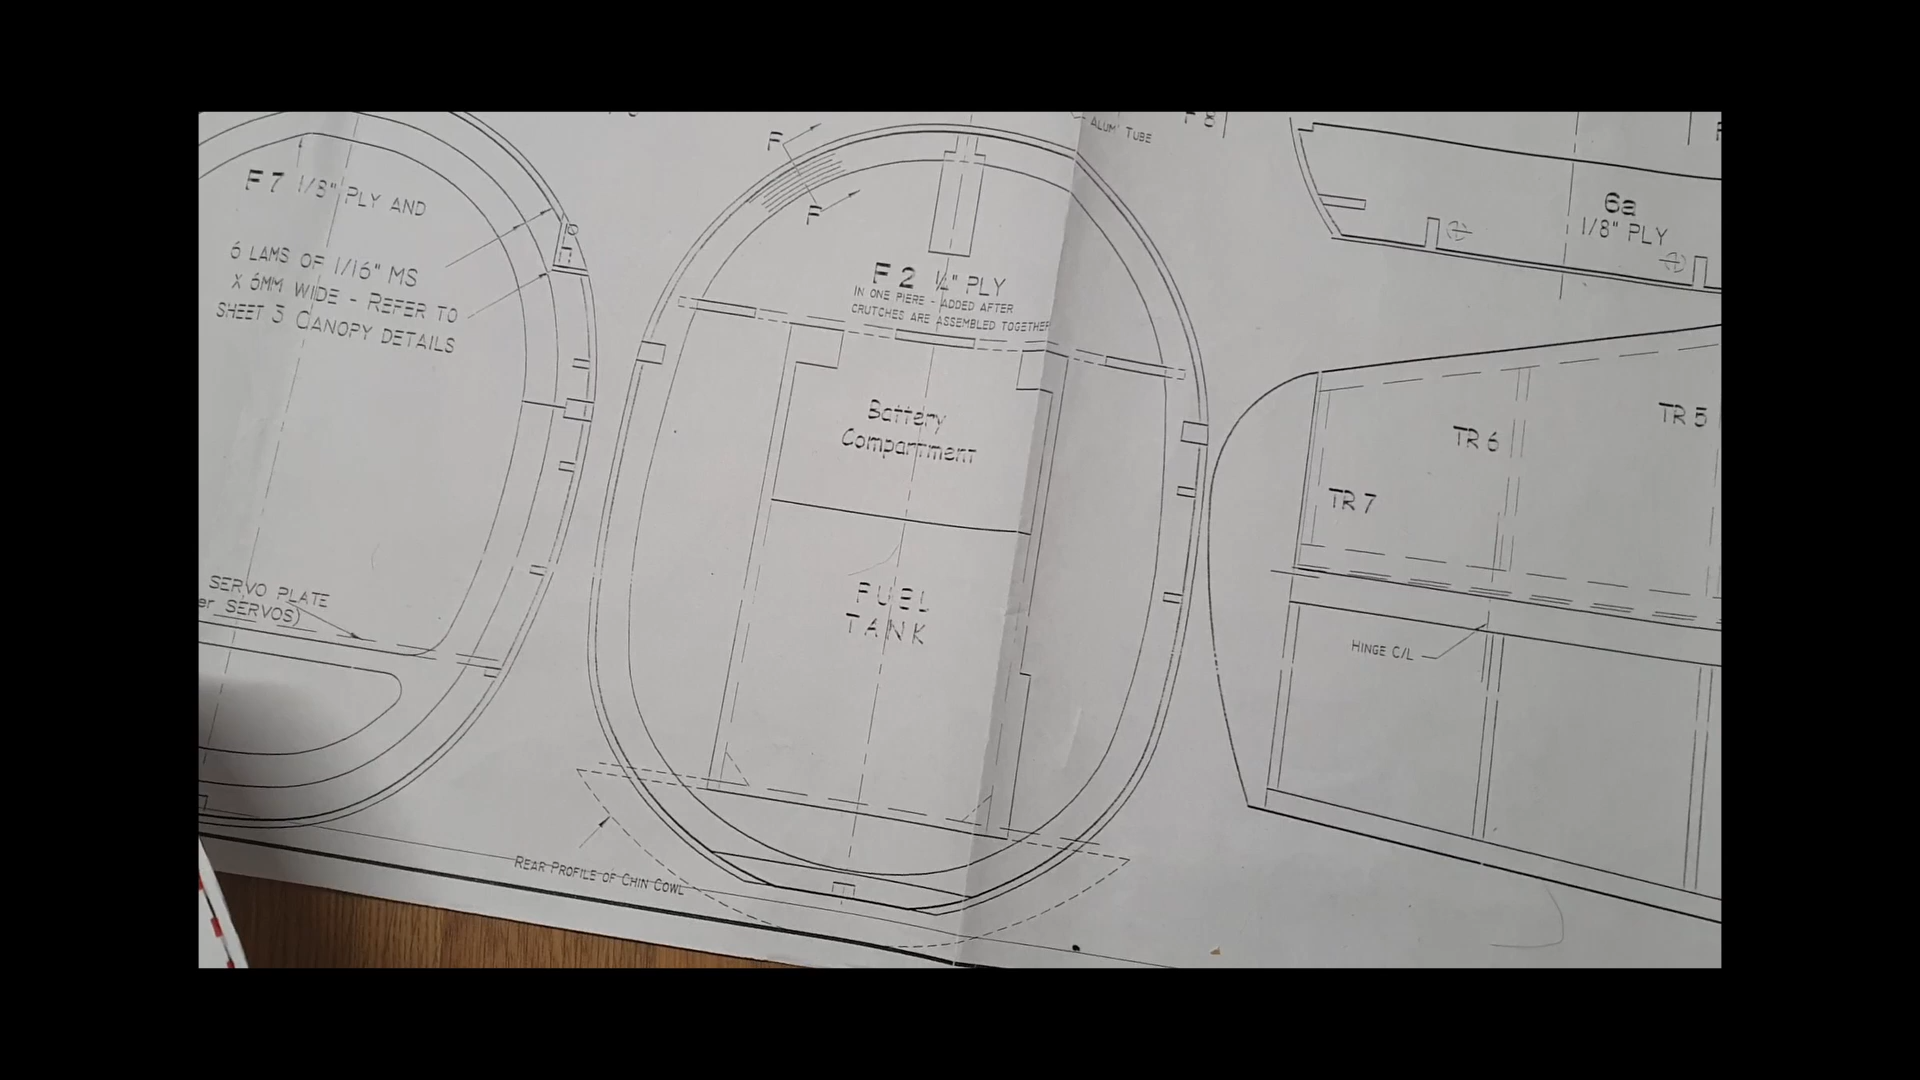 F7 1/8" PLY AND
6 LAMS OF 1/16" MS
X 6MM WIDE - REFER TO
SHEET 3 CANOPY DETAILS
SERVO PLATE
er SERVOS)
F
F
ALUM' TUBE
F8
F2 1/4" PLY
IN ONE PIERE - ADDED AFTER
CRUTCHES ARE ASSEMBLED TOGETHER
Battery
Compartment
FUEL
TANK
REAR PROFILE OF CHIN COWL
6a
1/8" PLY
TR 5
TR 6
TR 7
HINGE C/L